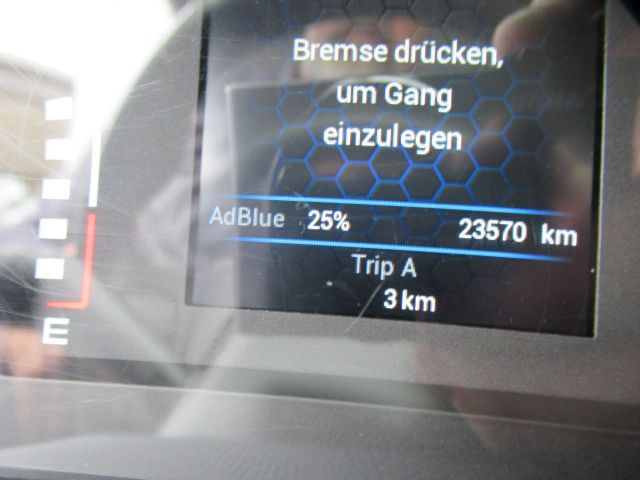 Bremse drücken,
um Gang
einzulegen
AdBlue 25% 23570 km
Trip A
3 km
E